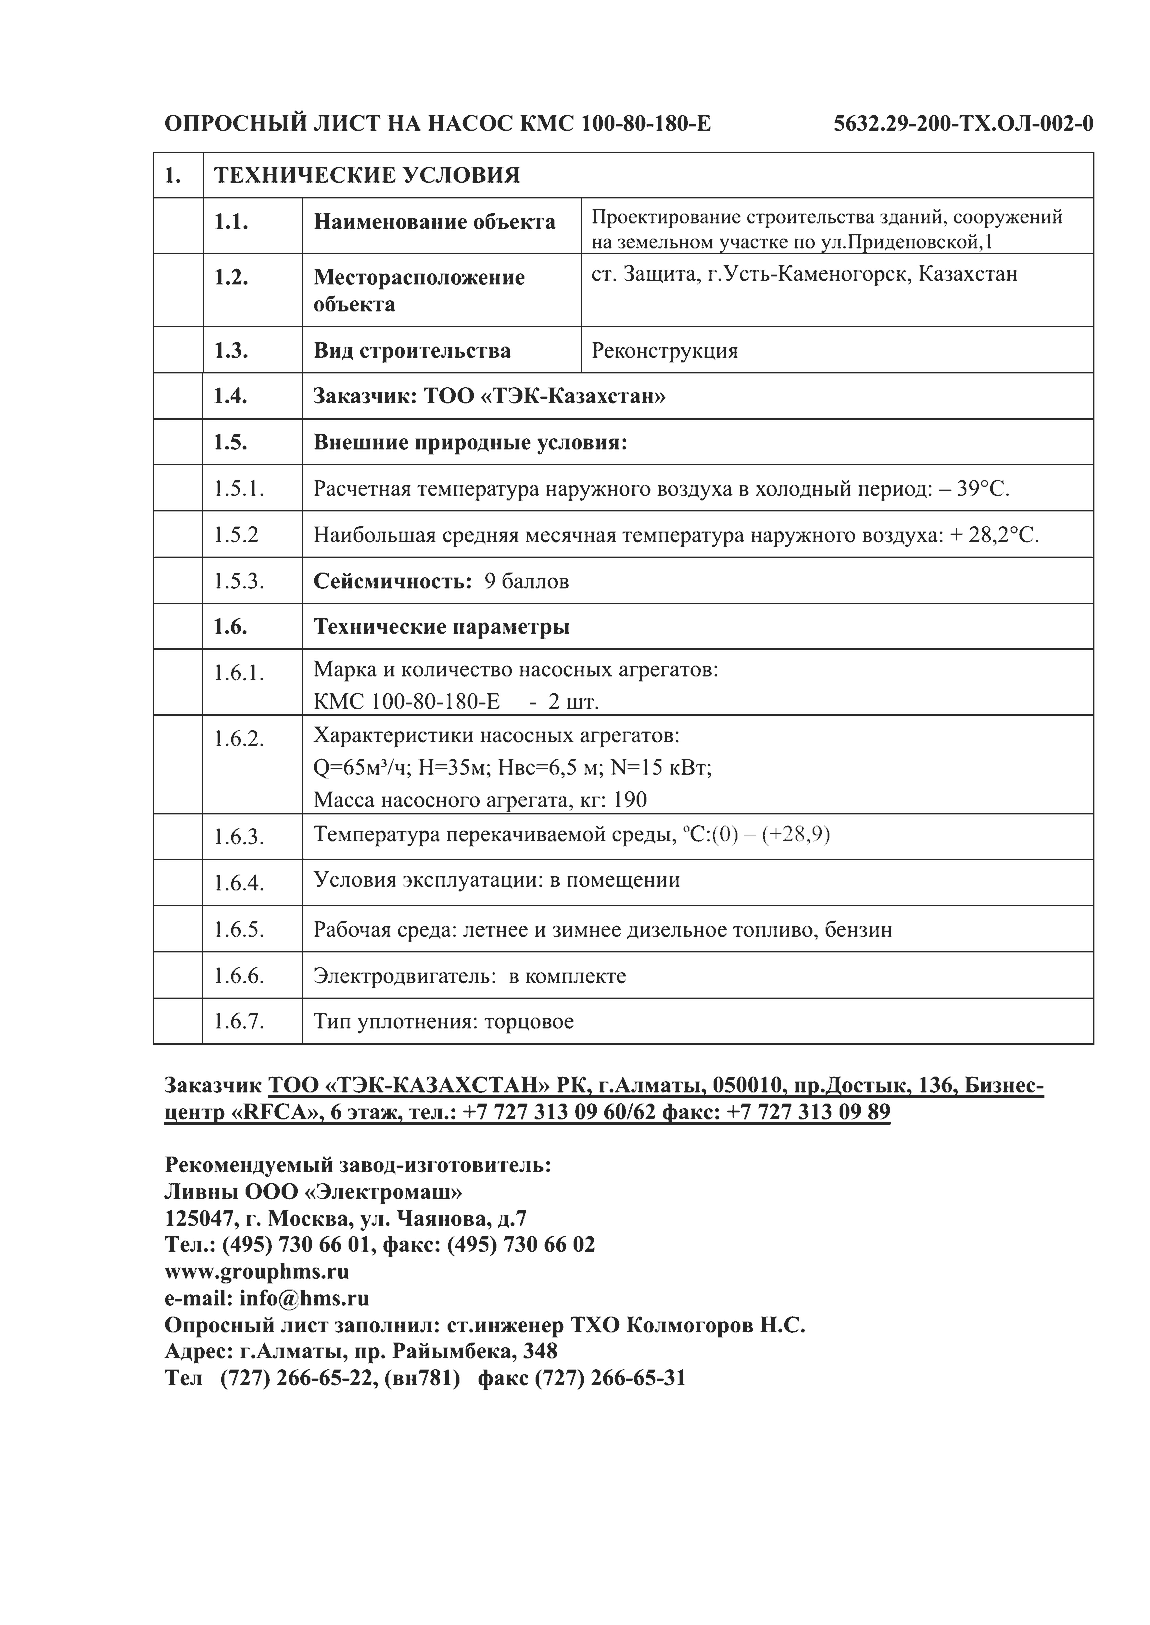 ОПРОСНЫЙ ЛИСТ НА НАСОС КМС 100-80-180-Е 5632.29-200-ТХ.ОЛ-002-0
1. ТЕХНИЧЕСКИЕ УСЛОВИЯ
1.1. Наименование объекта Проектирование строительства зданий, сооружений
на земельном участке по ул.Приделовской,1
1.2. Месторасположение ст. Защита, г.Усть-Каменогорск, Казахстан
объекта
1.3. Вид строительства Реконструкция
1.4. Заказчик: ТОО «ТЭК-Казахстан»
1.5. Внешние природные условия:
1.5.1. Расчетная температура наружного воздуха в холодный период: – 39°С.
1.5.2 Наибольшая средняя месячная температура наружного воздуха: + 28,2°С.
1.5.3. Сейсмичность: 9 баллов
1.6. Технические параметры
1.6.1. Марка и количество насосных агрегатов:
КМС 100-80-180-Е - 2 шт.
1.6.2. Характеристики насосных агрегатов:
Q=65м³/ч; Н=35м; Нвс=6,5 м; N=15 кВт;
Масса насосного агрегата, кг: 190
1.6.3. Температура перекачиваемой среды, ºС:(0) – (+28,9)
1.6.4. Условия эксплуатации: в помещении
1.6.5. Рабочая среда: летнее и зимнее дизельное топливо, бензин
1.6.6. Электродвигатель: в комплекте
1.6.7. Тип уплотнения: торцовое
Заказчик ТОО «ТЭК-КАЗАХСТАН» РК, г.Алматы, 050010, пр.Достык, 136, Бизнес-
центр «RFCA», 6 этаж, тел.: +7 727 313 09 60/62 факс: +7 727 313 09 89
Рекомендуемый завод-изготовитель:
Ливны ООО «Электромаш»
125047, г. Москва, ул. Чаянова, д.7
Тел.: (495) 730 66 01, факс: (495) 730 66 02
www.grouphms.ru
e-mail: info@hms.ru
Опросный лист заполнил: ст.инженер ТХО Колмогоров Н.С.
Адрес: г.Алматы, пр. Райымбека, 348
Тел (727) 266-65-22, (вн781) факс (727) 266-65-31